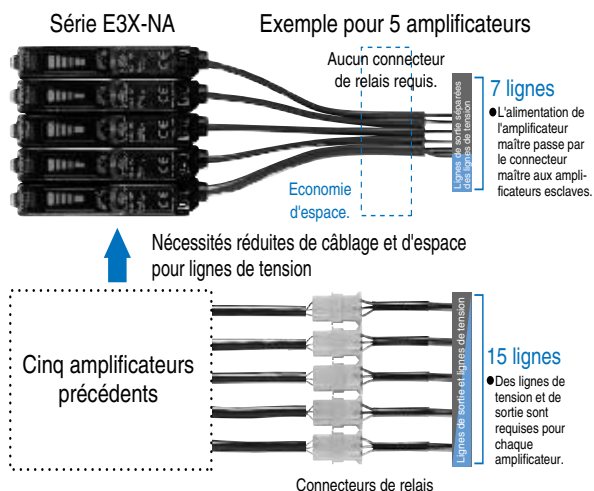 Série E3X-NA
Exemple pour 5 amplificateurs
Aucun connecteur
de relais requis.
Economie
d'espace.
Lignes de sortie séparées
des lignes de tension
7 lignes
●L'alimentation de
l'amplificateur
maître passe par
le connecteur
maître aux ampli-
ficateurs esclaves.
Nécessités réduites de câblage et d'espace
pour lignes de tension
Cinq amplificateurs
précédents
Lignes de sortie et lignes de tension
15 lignes
●Des lignes de
tension et de
sortie sont
requises pour
chaque
amplificateur.
Connecteurs de relais